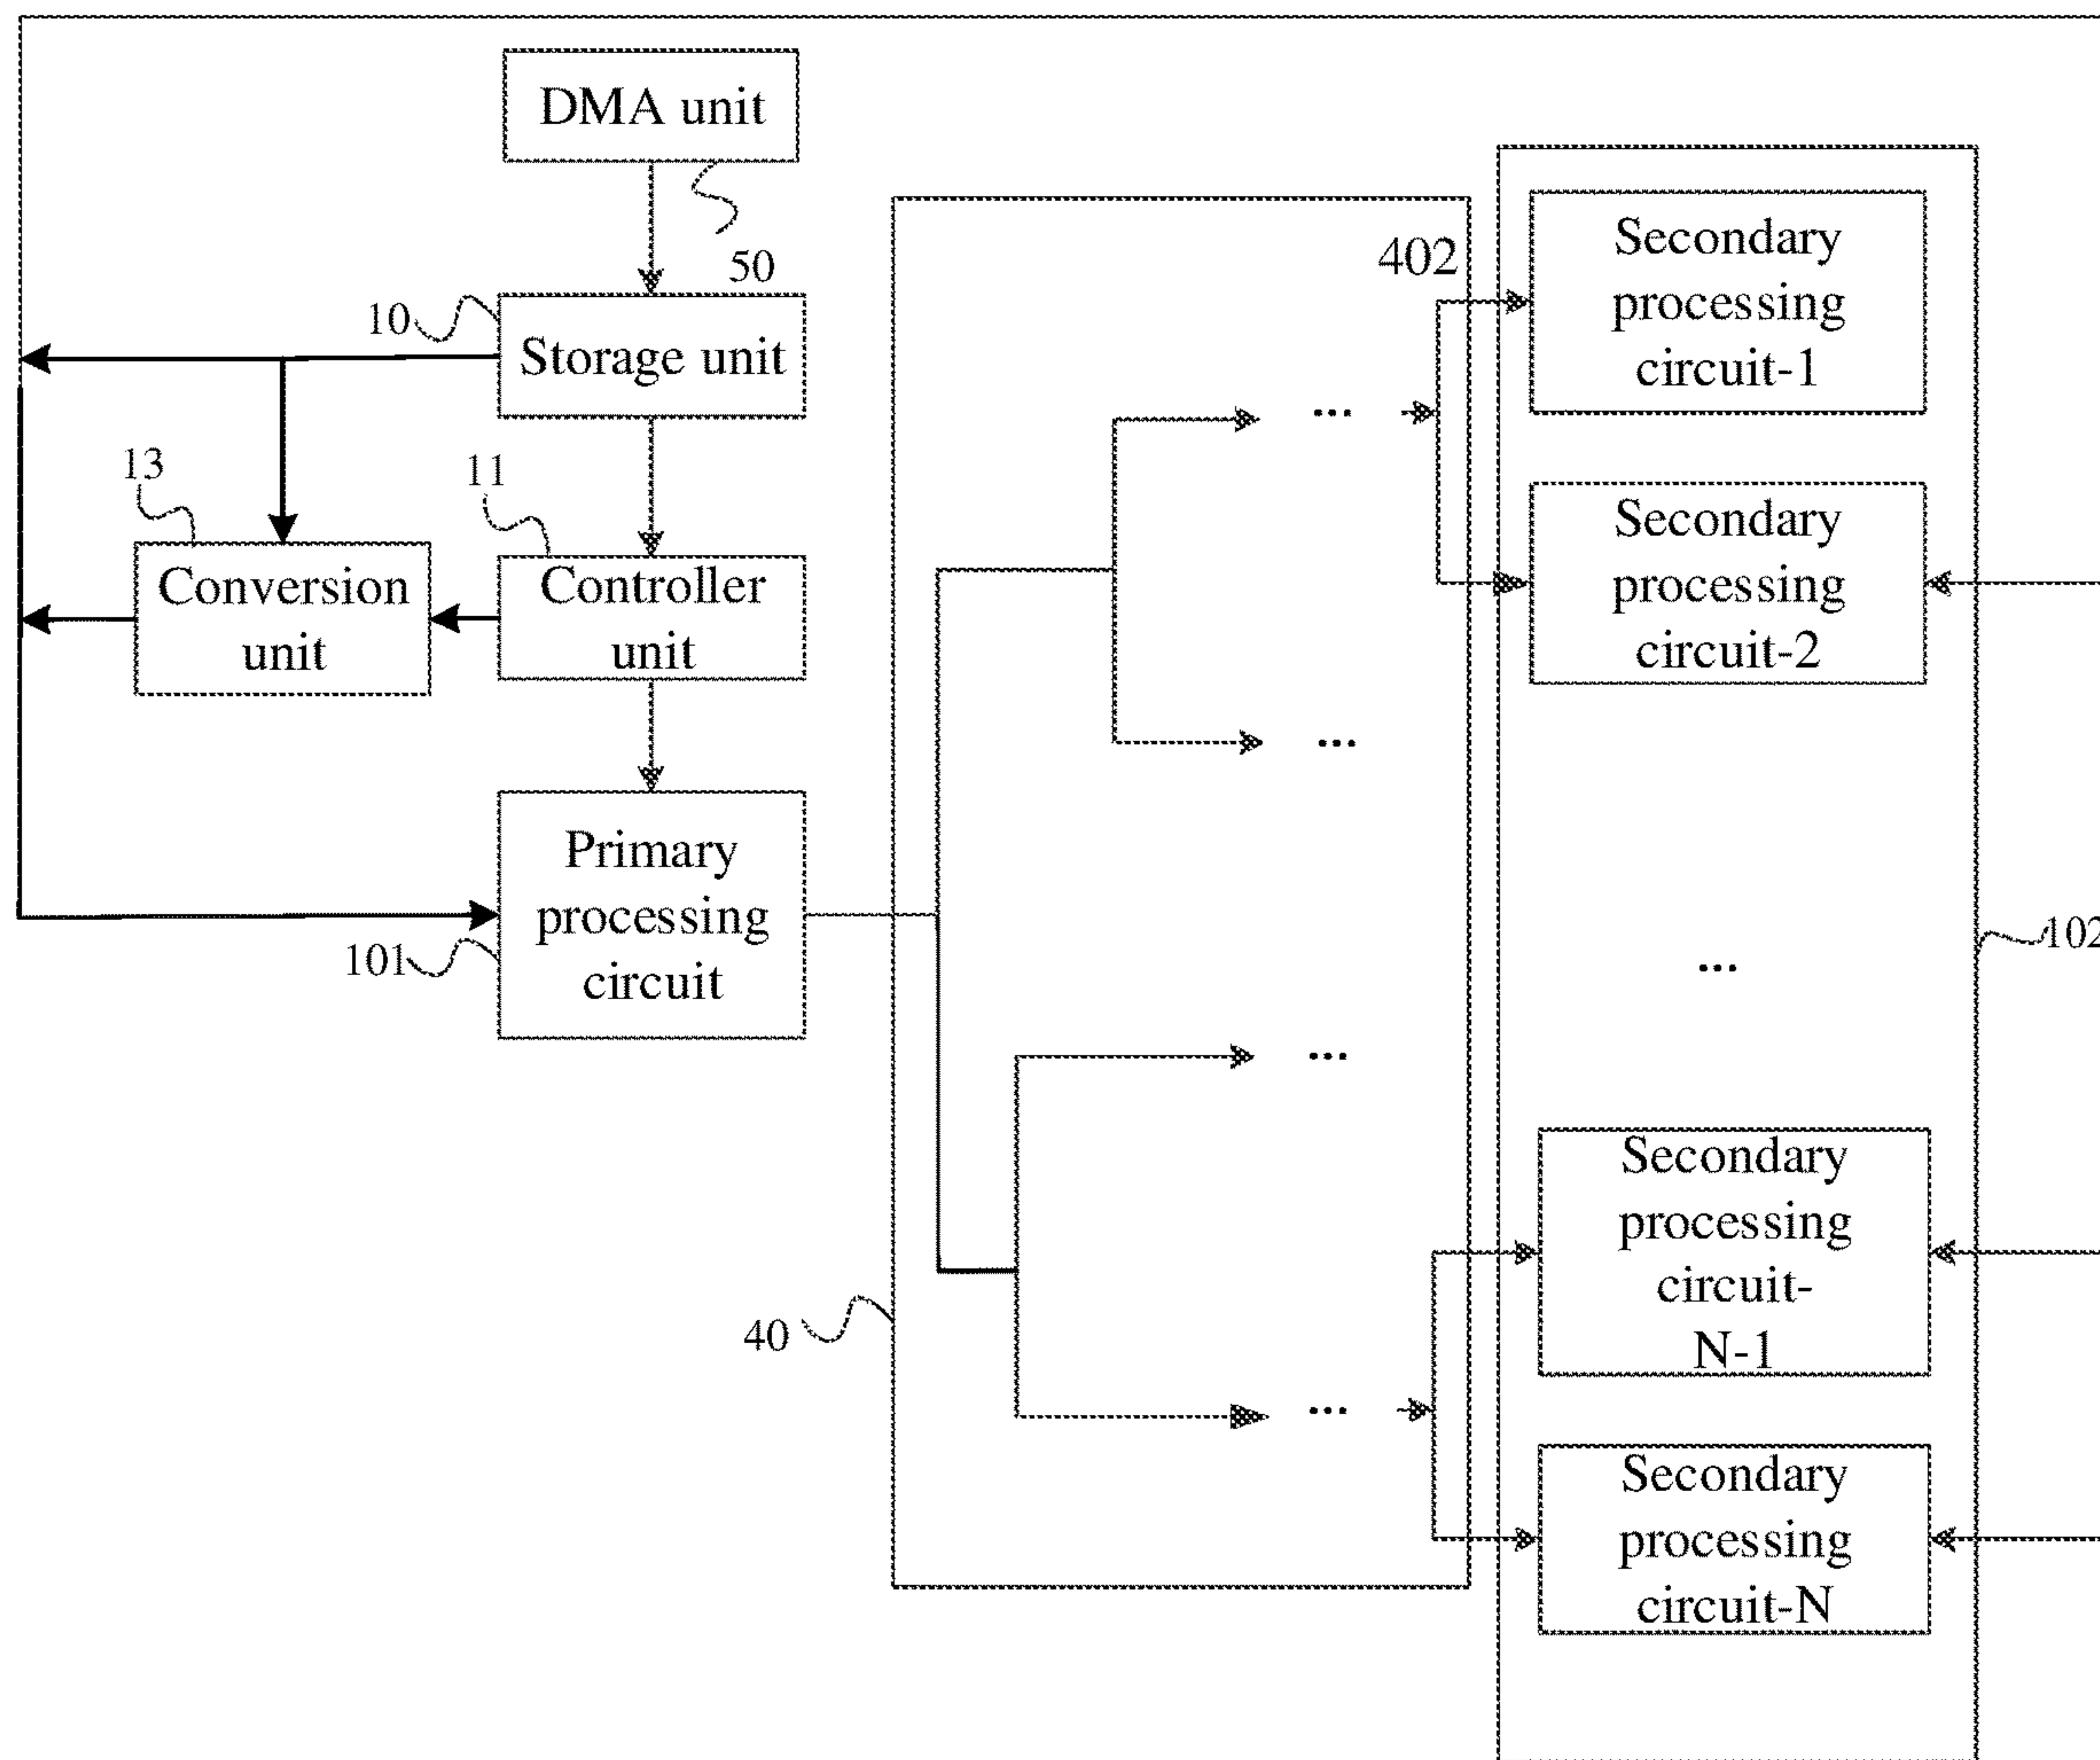 DMA unit
50
10
Storage unit
13
11
Conversion
unit
Controller
unit
Primary
processing
circuit
101
40
402
...
...
...
...
Secondary
processing
circuit-1
Secondary
processing
circuit-2
...
102
Secondary
processing
circuit-
N-1
Secondary
processing
circuit-N